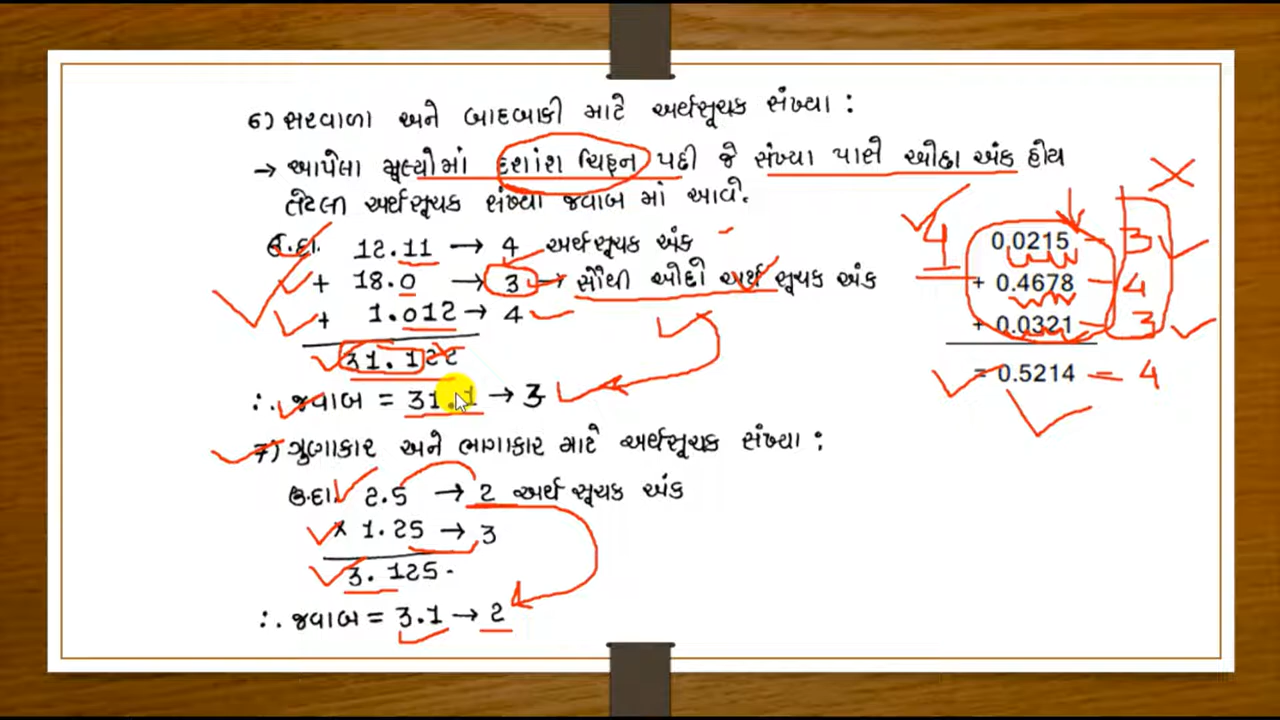 ૬) સરવાળા અને બાદબાકી માટે અર્થસૂચક સંખ્યા :
→ આપેલા મૂલ્યોમાં દશાંશ ચિહ્ન પછી જે સંખ્યા પાસે ઓછા અંક હોય
તેટલી અર્થસૂચક સંખ્યા જવાબ માં આવે.
ઉ.દા. 12.11 → 4 અર્થસૂચક અંક
+ 18.0 → 3 → સૌથી ઓછો અર્થ સૂચક અંક
+ 1.012 → 4
31.122
∴ જવાબ = 31.1 → 3
7) ગુણાકાર અને ભાગાકાર માટે અર્થસૂચક સંખ્યા :
ઉ.દા. 2.5 → 2 અર્થ સૂચક અંક
× 1.25 → 3
3.125
∴ જવાબ = 3.1 → 2
4
0.0215 – 3
+ 0.4678 – 4
+ 0.0321 – 3
= 0.5214 – 4